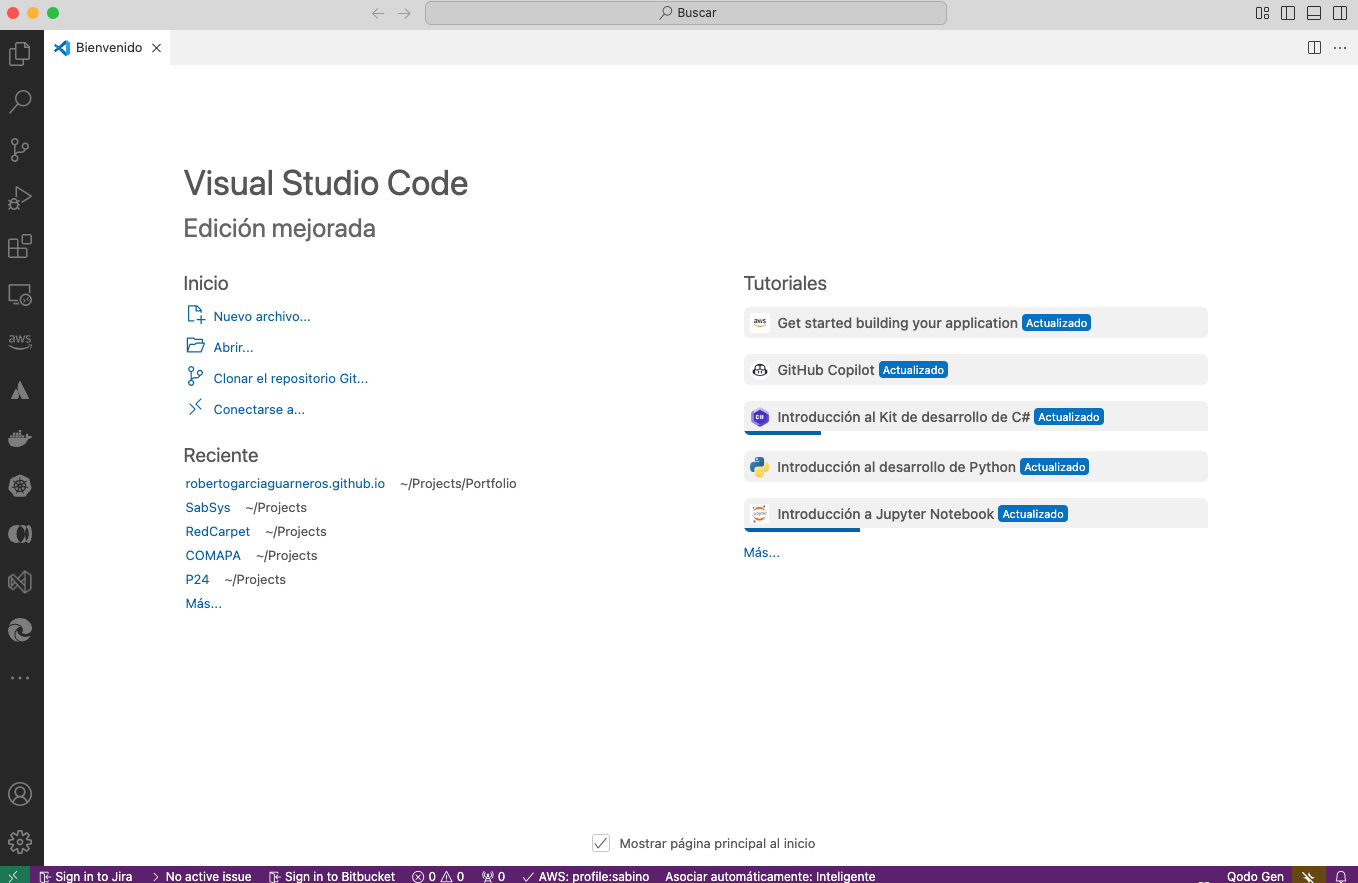 Buscar
Bienvenido
Visual Studio Code
Edición mejorada
Inicio
Nuevo archivo...
Abrir...
Clonar el repositorio Git...
Conectarse a...
Reciente
robertogarciaguarneros.github.io ~/Projects/Portfolio
SabSys ~/Projects
RedCarpet ~/Projects
COMAPA ~/Projects
P24 ~/Projects
Más...
Tutoriales
aws Get started building your application Actualizado
GitHub Copilot Actualizado
C# Introducción al Kit de desarrollo de C# Actualizado
Introducción al desarrollo de Python Actualizado
jupyter Introducción a Jupyter Notebook Actualizado
Más...
aws
Mostrar página principal al inicio
Sign in to Jira No active issue Sign in to Bitbucket 0 0 0 AWS: profile:sabino Asociar automáticamente: Inteligente Qodo Gen